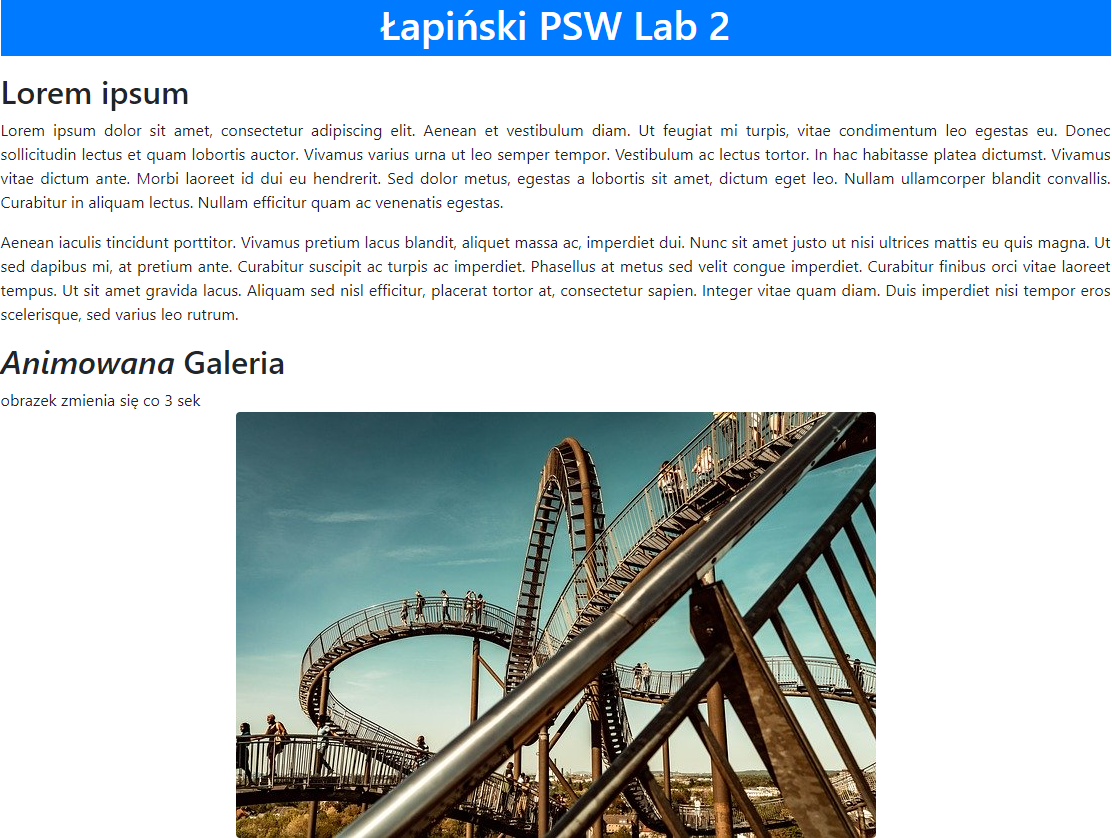 Łapiński PSW Lab 2
Lorem ipsum
Lorem ipsum dolor sit amet, consectetur adipiscing elit. Aenean et vestibulum diam. Ut feugiat mi turpis, vitae condimentum leo egestas eu. Donec
sollicitudin lectus et quam lobortis auctor. Vivamus varius urna ut leo semper tempor. Vestibulum ac lectus tortor. In hac habitasse platea dictumst. Vivamus
vitae dictum ante. Morbi laoreet id dui eu hendrerit. Sed dolor metus, egestas a lobortis sit amet, dictum eget leo. Nullam ullamcorper blandit convallis.
Curabitur in aliquam lectus. Nullam efficitur quam ac venenatis egestas.
Aenean iaculis tincidunt porttitor. Vivamus pretium lacus blandit, aliquet massa ac, imperdiet dui. Nunc sit amet justo ut nisi ultrices mattis eu quis magna. Ut
sed dapibus mi, at pretium ante. Curabitur suscipit ac turpis ac imperdiet. Phasellus at metus sed velit congue imperdiet. Curabitur finibus orci vitae laoreet
tempus. Ut sit amet gravida lacus. Aliquam sed nisl efficitur, placerat tortor at, consectetur sapien. Integer vitae quam diam. Duis imperdiet nisi tempor eros
scelerisque, sed varius leo rutrum.
Animowana Galeria
obrazek zmienia się co 3 sek